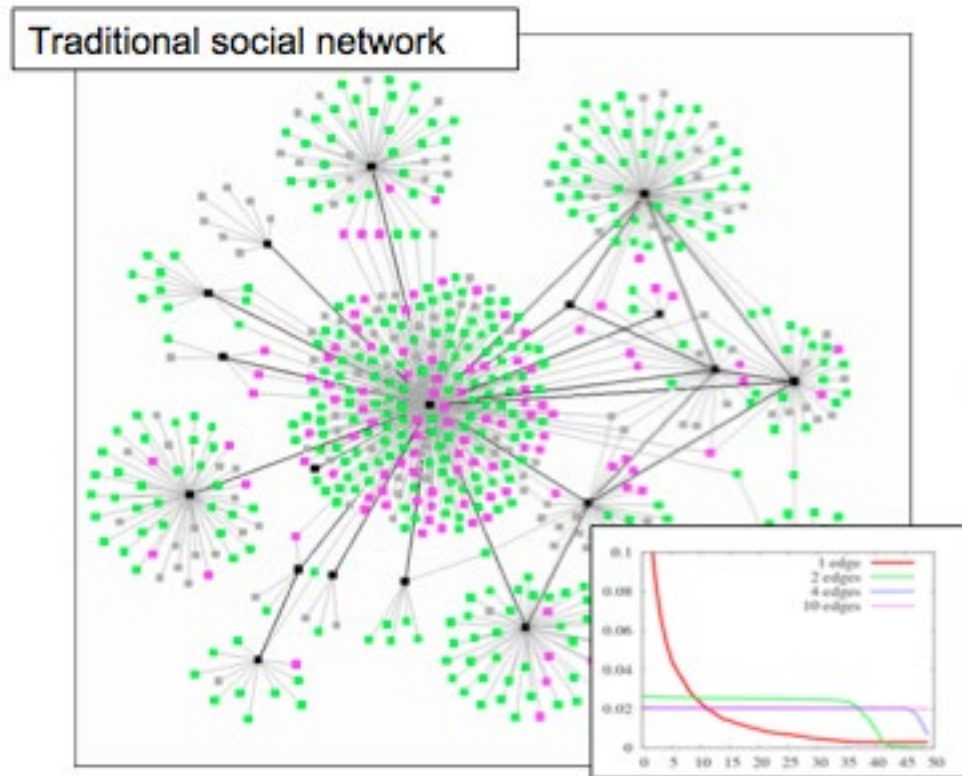 Traditional social network
0.1
0.08
0.06
0.04
0.02
0
1 edge
2 edges
4 edges
10 edges
0 5 10 15 20 25 30 35 40 45 50